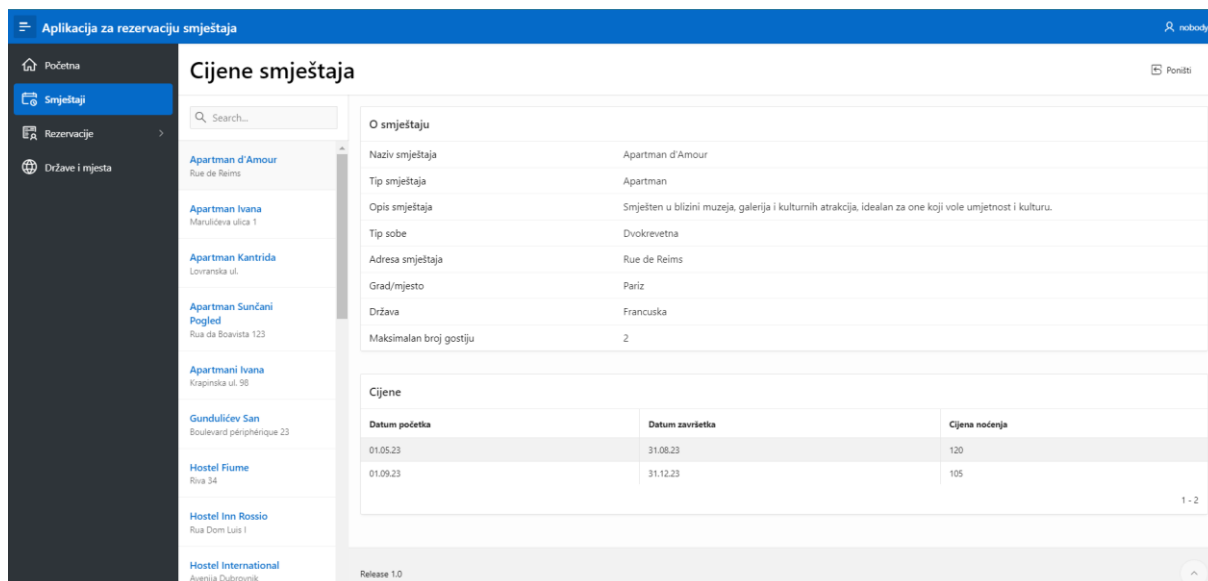 Aplikacija za rezervaciju smještaja
nobody
Početna
Smještaji
Rezervacije
Države i mjesta
Cijene smještaja
Poništi
Search...
Apartman d'Amour
Rue de Reims
Apartman Ivana
Marulićeva ulica 1
Apartman Kantrida
Lovranska ul.
Apartman Sunčani
Pogled
Rua da Boavista 123
Apartmani Ivana
Krapinska ul. 98
Gundulićev San
Boulevard périphérique 23
Hostel Fiume
Riva 34
Hostel Inn Rossio
Rua Dom Luis I
Hostel International
Avenija Dubrovnik
O smještaju
Naziv smještaja Apartman d'Amour
Tip smještaja Apartman
Opis smještaja Smješten u blizini muzeja, galerija i kulturnih atrakcija, idealan za one koji vole umjetnost i kulturu.
Tip sobe Dvokrevetna
Adresa smještaja Rue de Reims
Grad/mjesto Pariz
Država Francuska
Maksimalan broj gostiju 2
Cijene
Datum početka Datum završetka Cijena noćenja
01.05.23 31.08.23 120
01.09.23 31.12.23 105
1 - 2
Release 1.0